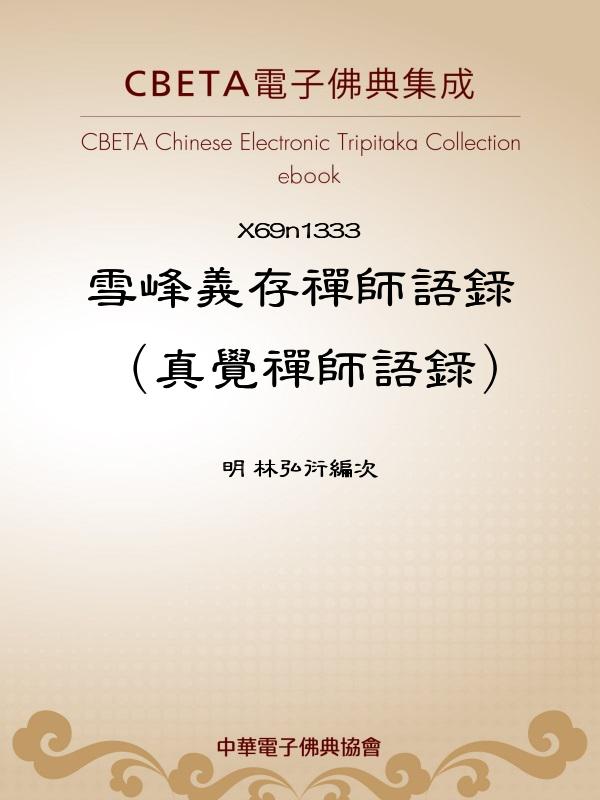 CBETA電子佛典集成
CBETA Chinese Electronic Tripitaka Collection
ebook
X69n1333
雪峰義存禪師語錄
（真覺禪師語錄）
明 林弘衍編次
中華電子佛典協會